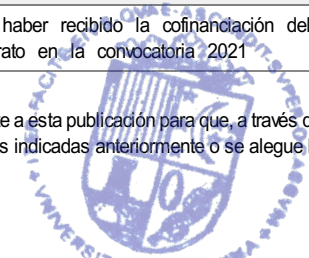 haber recibido la cofinanciación del
rato en la convocatoria 2021
te a esta publicación para que, a través
s indicadas anteriormente o se alegue